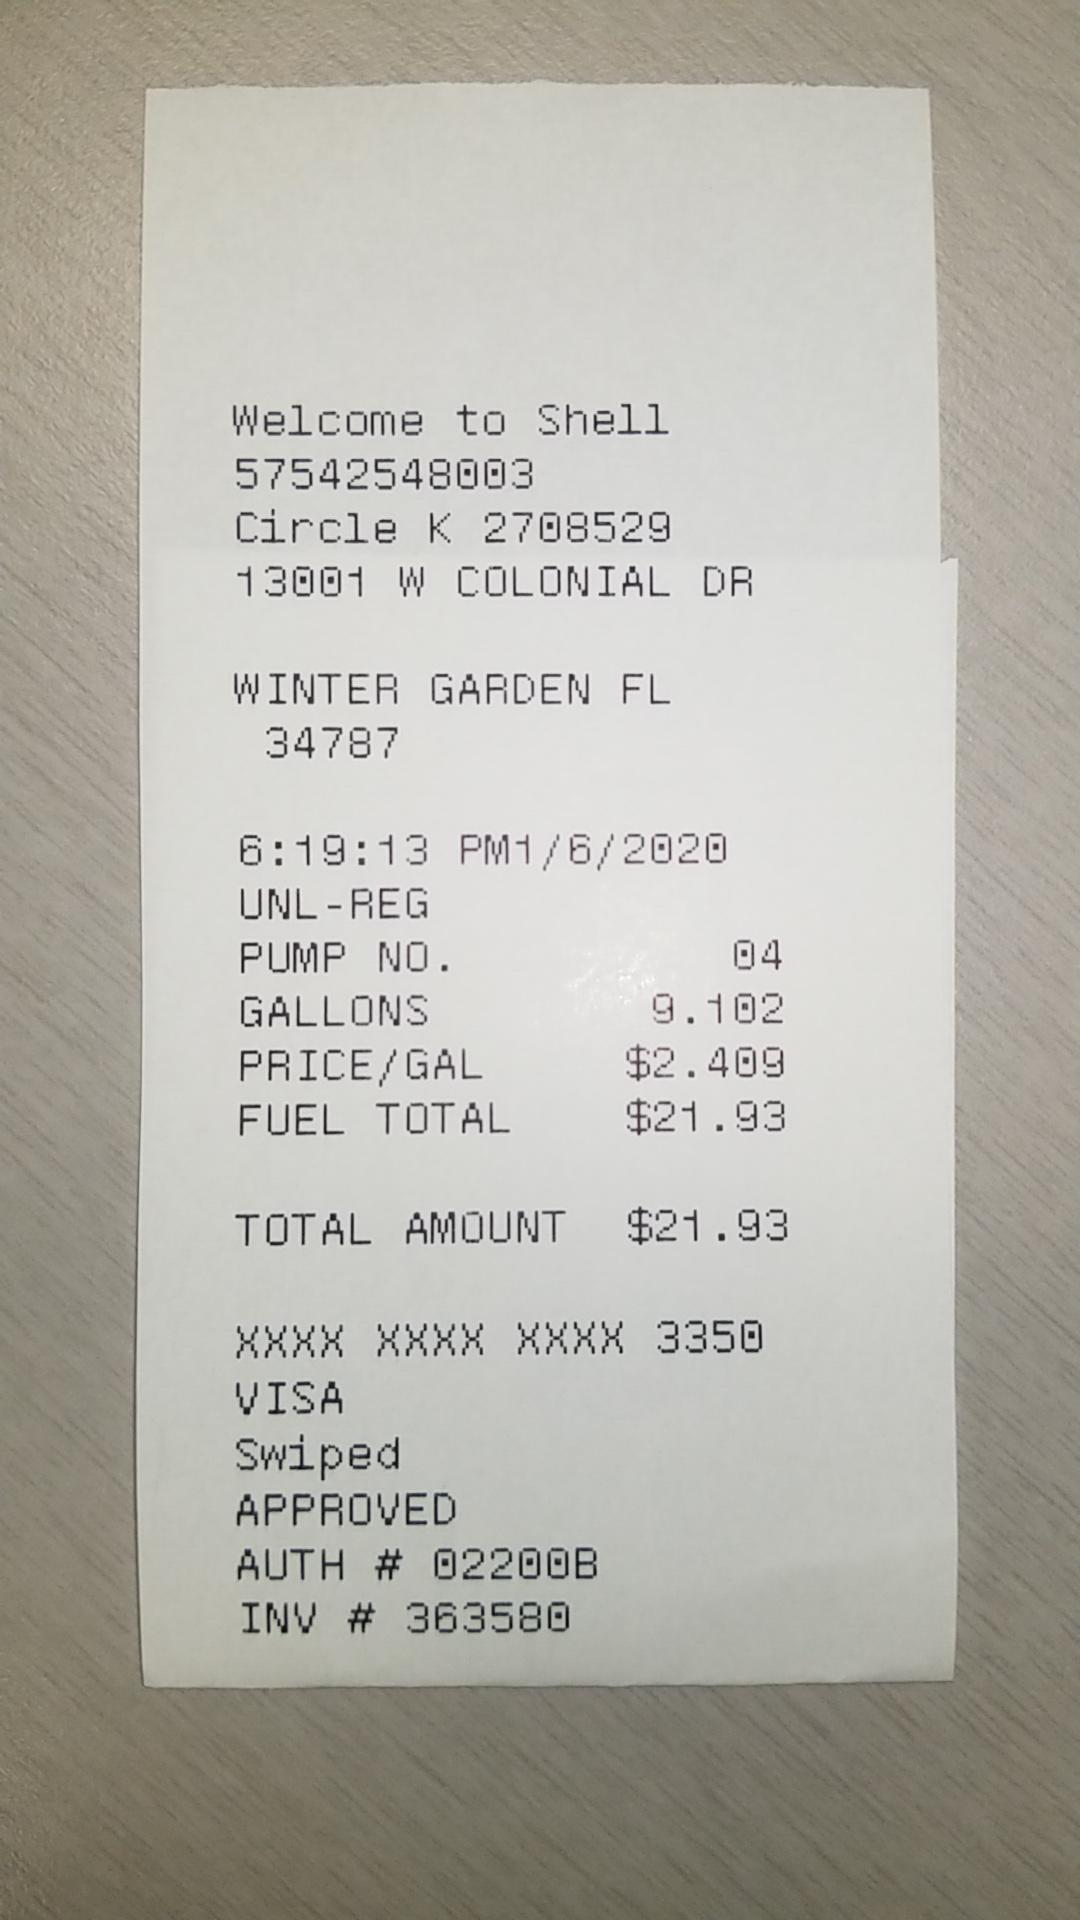 Welcome to Shell
57542548003
Circle K 2708529
13001 W COLONIAL DR
WINTER GARDEN FL
34787
6:19:13 PM1/6/2020
UNL-REG
PUMP NO. 04
GALLONS 9.102
PRICE/GAL $2.409
FUEL TOTAL $21.93
TOTAL AMOUNT $21.93
XXXX XXXX XXXX 3350
VISA
Swiped
APPROVED
AUTH # 02200B
INV # 363580